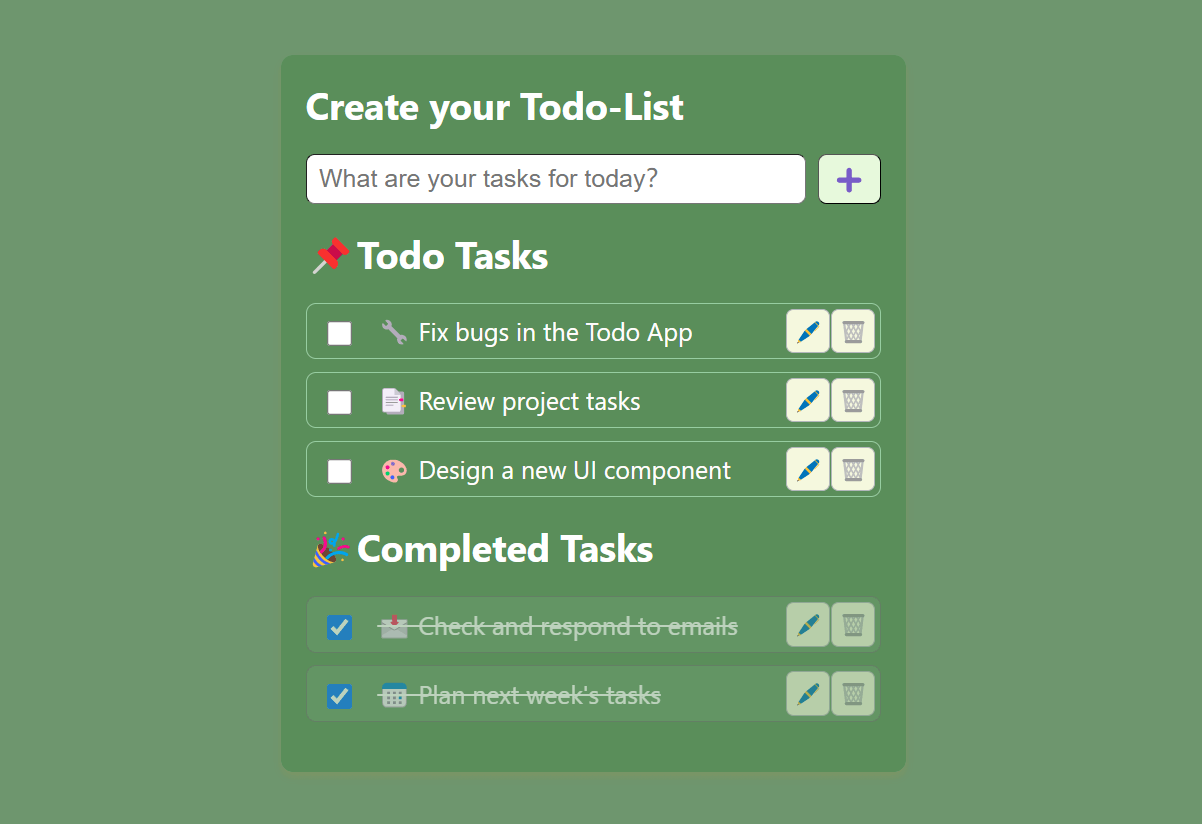 Create your Todo-List
What are your tasks for today?
Todo Tasks
Fix bugs in the Todo App
Review project tasks
Design a new UI component
Completed Tasks
Check and respond to emails
Plan next week's tasks